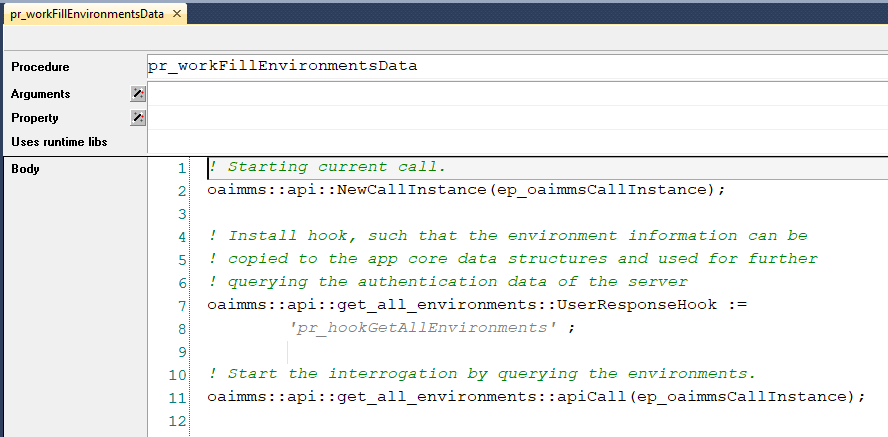 pr_workFillEnvironmentsData ×
Procedure pr_workFillEnvironmentsData
Arguments
Property
Uses runtime libs
Body
1 ! Starting current call.
2 oaimms::api::NewCallInstance(ep_oaimmsCallInstance);
3
4 ! Install hook, such that the environment information can be
5 ! copied to the app core data structures and used for further
6 ! querying the authentication data of the server
7 oaimms::api::get_all_environments::UserResponseHook :=
8 'pr_hookGetAllEnvironments' ;
9
10 ! Start the interrogation by querying the environments.
11 oaimms::api::get_all_environments::apiCall(ep_oaimmsCallInstance);
12